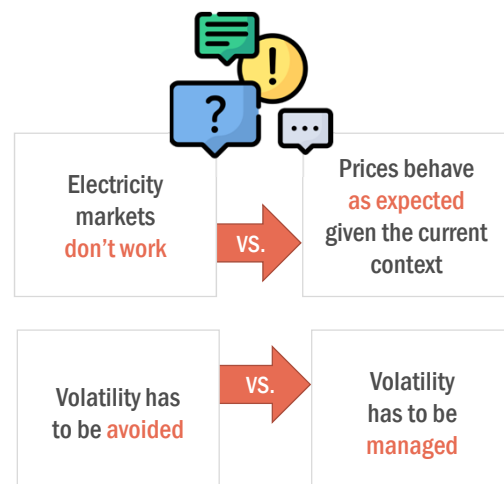 ?
!
...
Electricity
markets
don't work
VS.
Prices behave
as expected
given the current
context
Volatility has
to be avoided
VS.
Volatility
has to be
managed